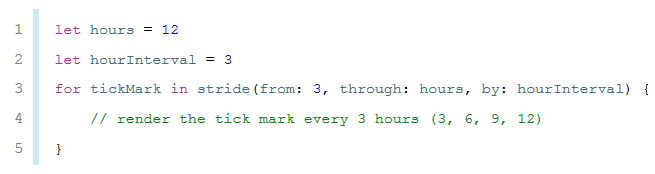 1 let hours = 12
2 let hourInterval = 3
3 for tickMark in stride(from: 3, through: hours, by: hourInterval) {
4     // render the tick mark every 3 hours (3, 6, 9, 12)
5 }